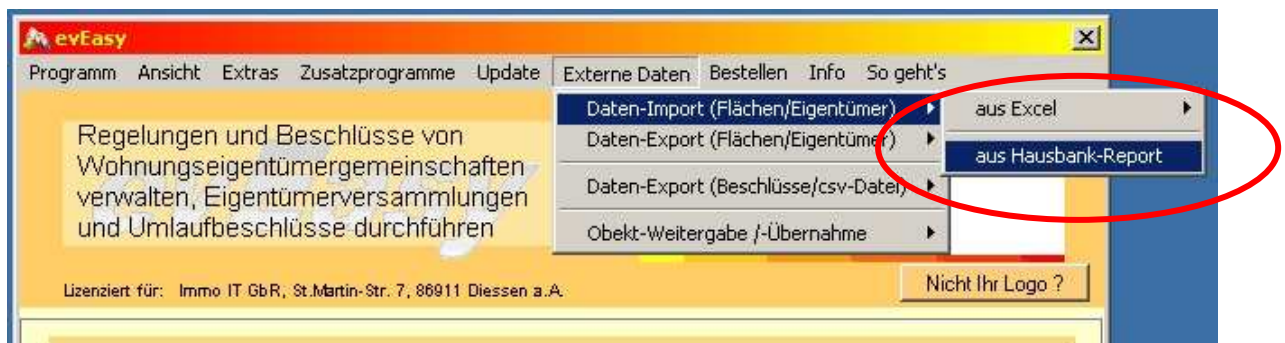 evEasy
Programm Ansicht Extras Zusatzprogramme Update Externe Daten Bestellen Info So geht's
Daten-Import (Flächen/Eigentümer)
Daten-Export (Flächen/Eigentümer)
Daten-Export (Beschlüsse/csv-Datei)
Obekt-Weitergabe /-Übernahme
aus Excel
aus Hausbank-Report
Regelungen und Beschlüsse von
Wohnungseigentümergemeinschaften
verwalten, Eigentümerversammlungen
und Umlaufbeschlüsse durchführen
Lizenziert für: Immo IT GbR, St.Martin-Str. 7, 86911 Diessen a.A.
Nicht Ihr Logo ?